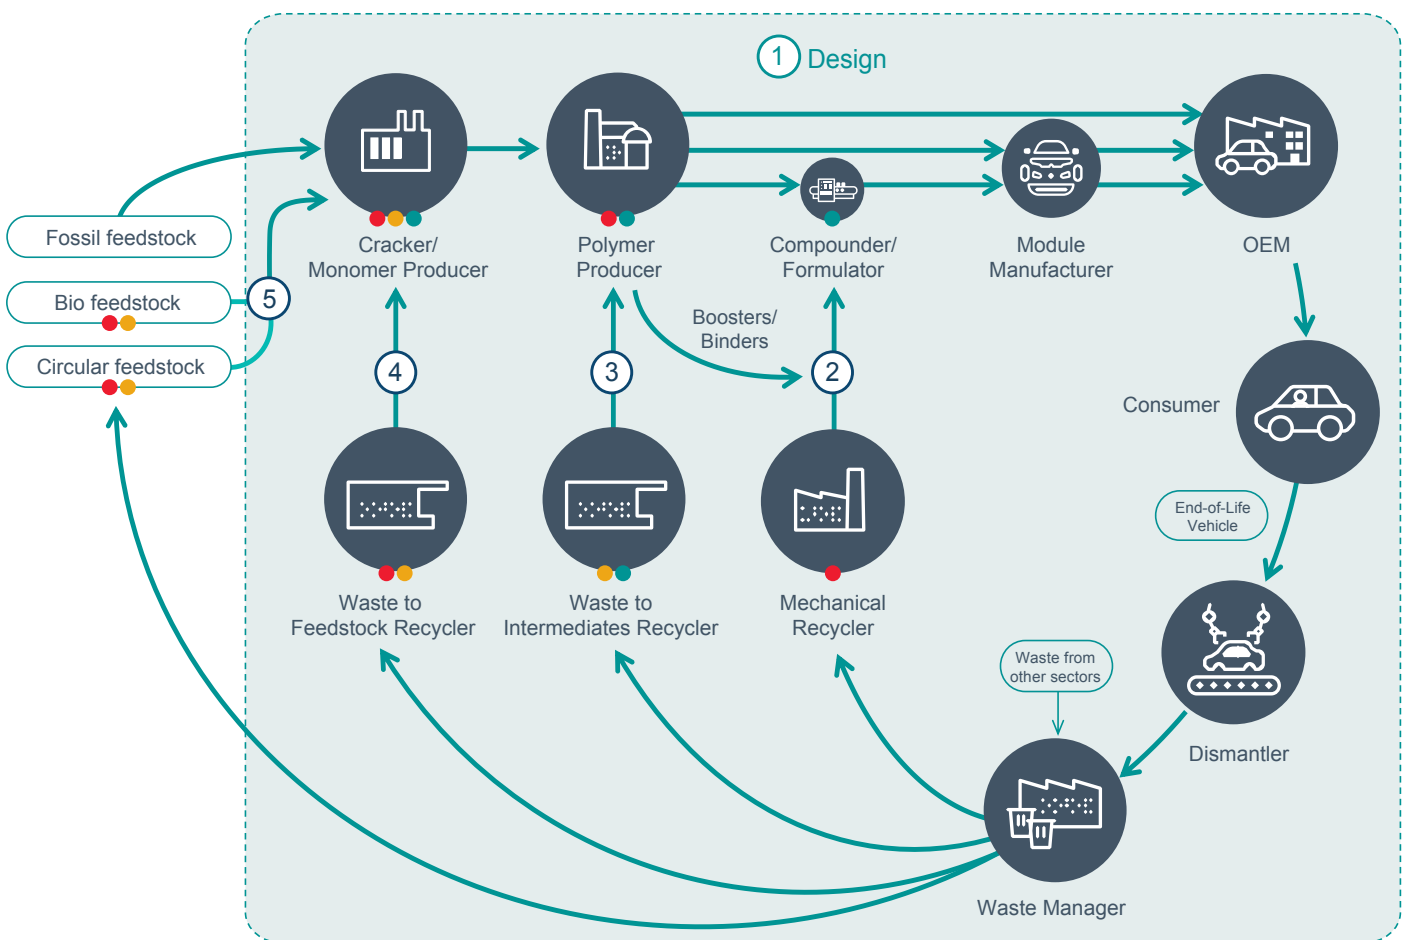 1 Design
Fossil feedstock
Bio feedstock
Circular feedstock
5
Cracker/
Monomer Producer
Polymer
Producer
Compounder/
Formulator
Module
Manufacturer
OEM
Boosters/
Binders
4
3
2
Consumer
End-of-Life
Vehicle
Waste to
Feedstock Recycler
Waste to
Intermediates Recycler
Mechanical
Recycler
Waste from
other sectors
Dismantler
Waste Manager